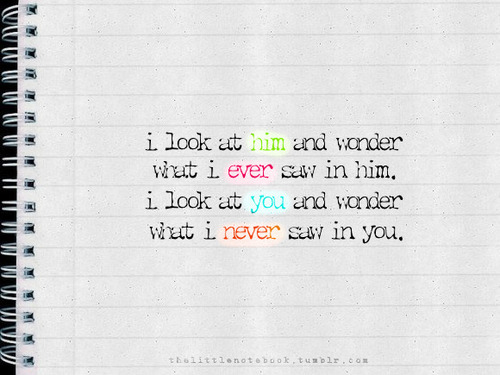 i look at him and wonder
what i ever saw in him.
i look at you and wonder
what i never saw in you.
thelittlenotebook.tumblr.com